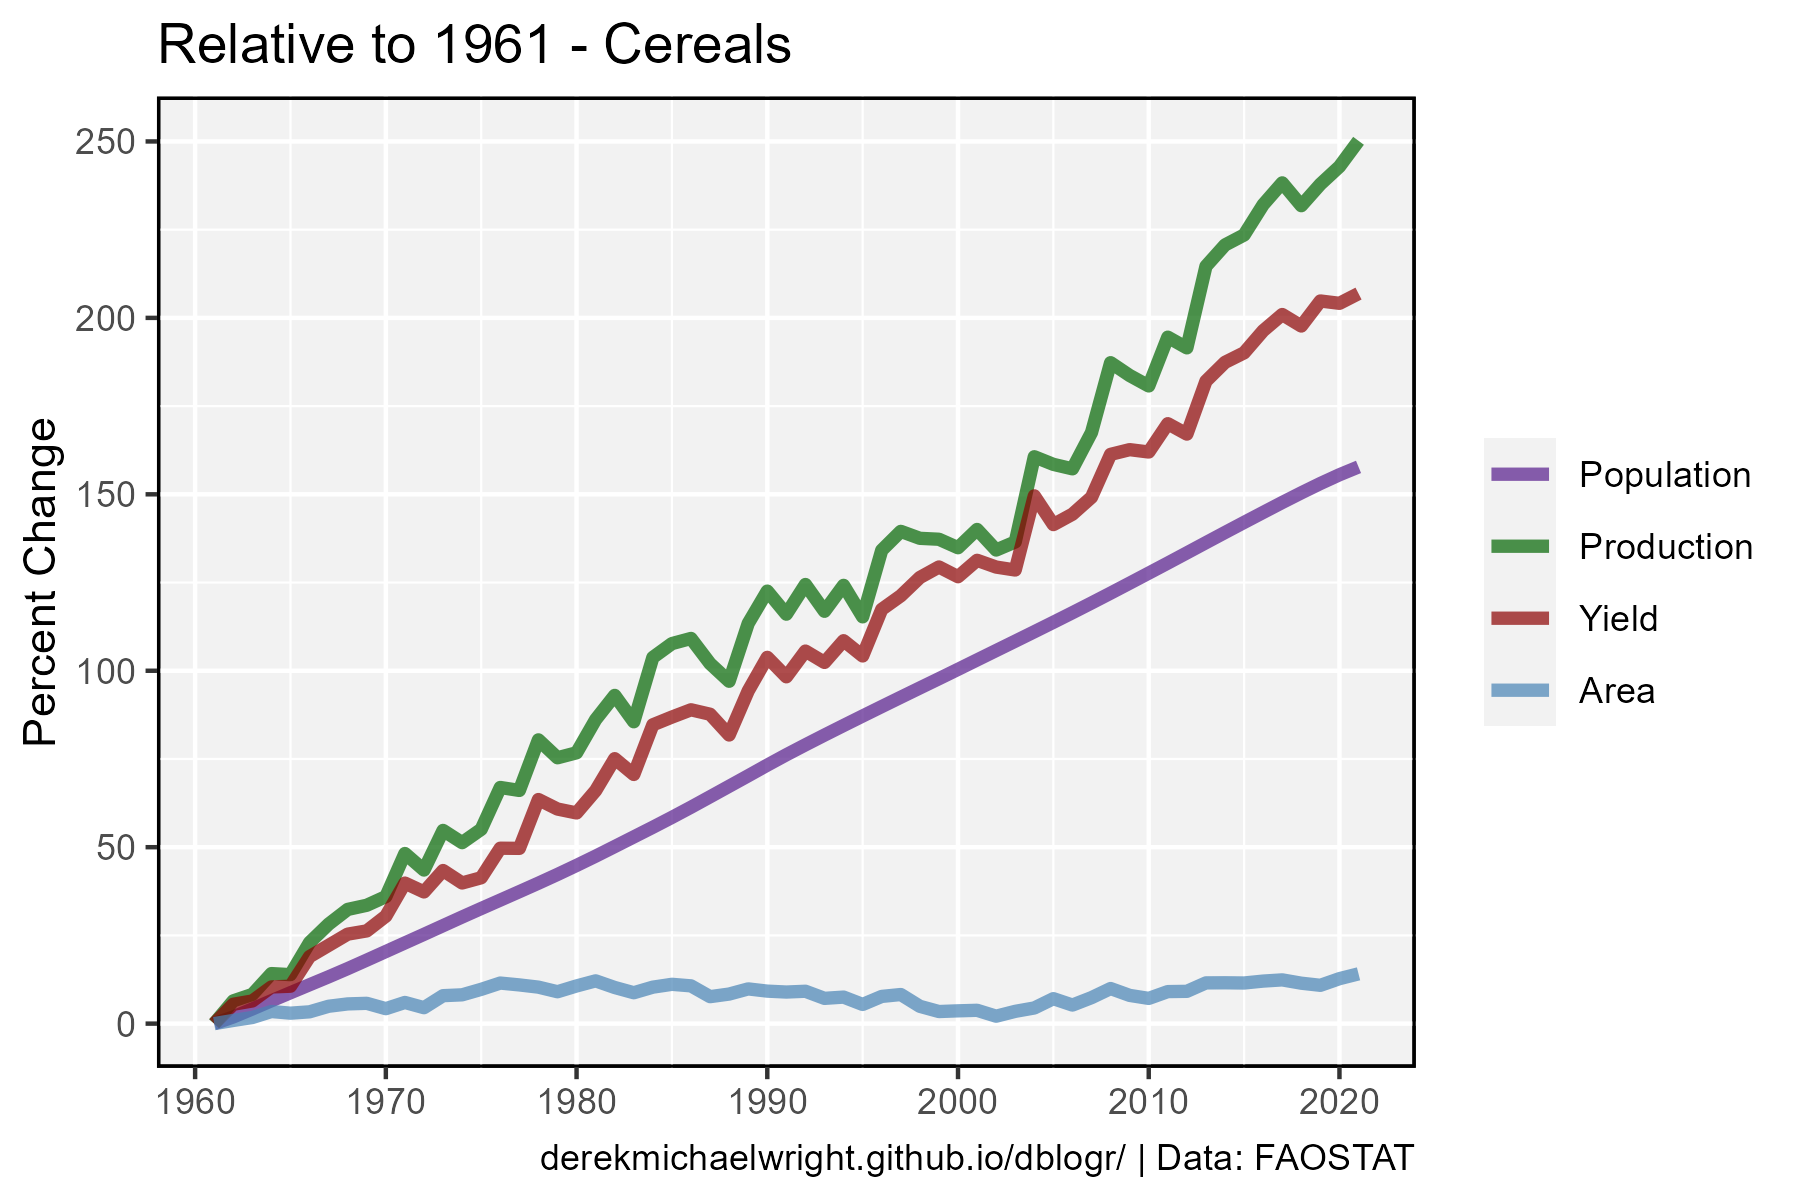 Relative to 1961 - Cereals
Percent Change
250
200
150
100
50
0
1960 1970 1980 1990 2000 2010 2020
Population
Production
Yield
Area
derekmichaelwright.github.io/dblogr/ | Data: FAOSTAT